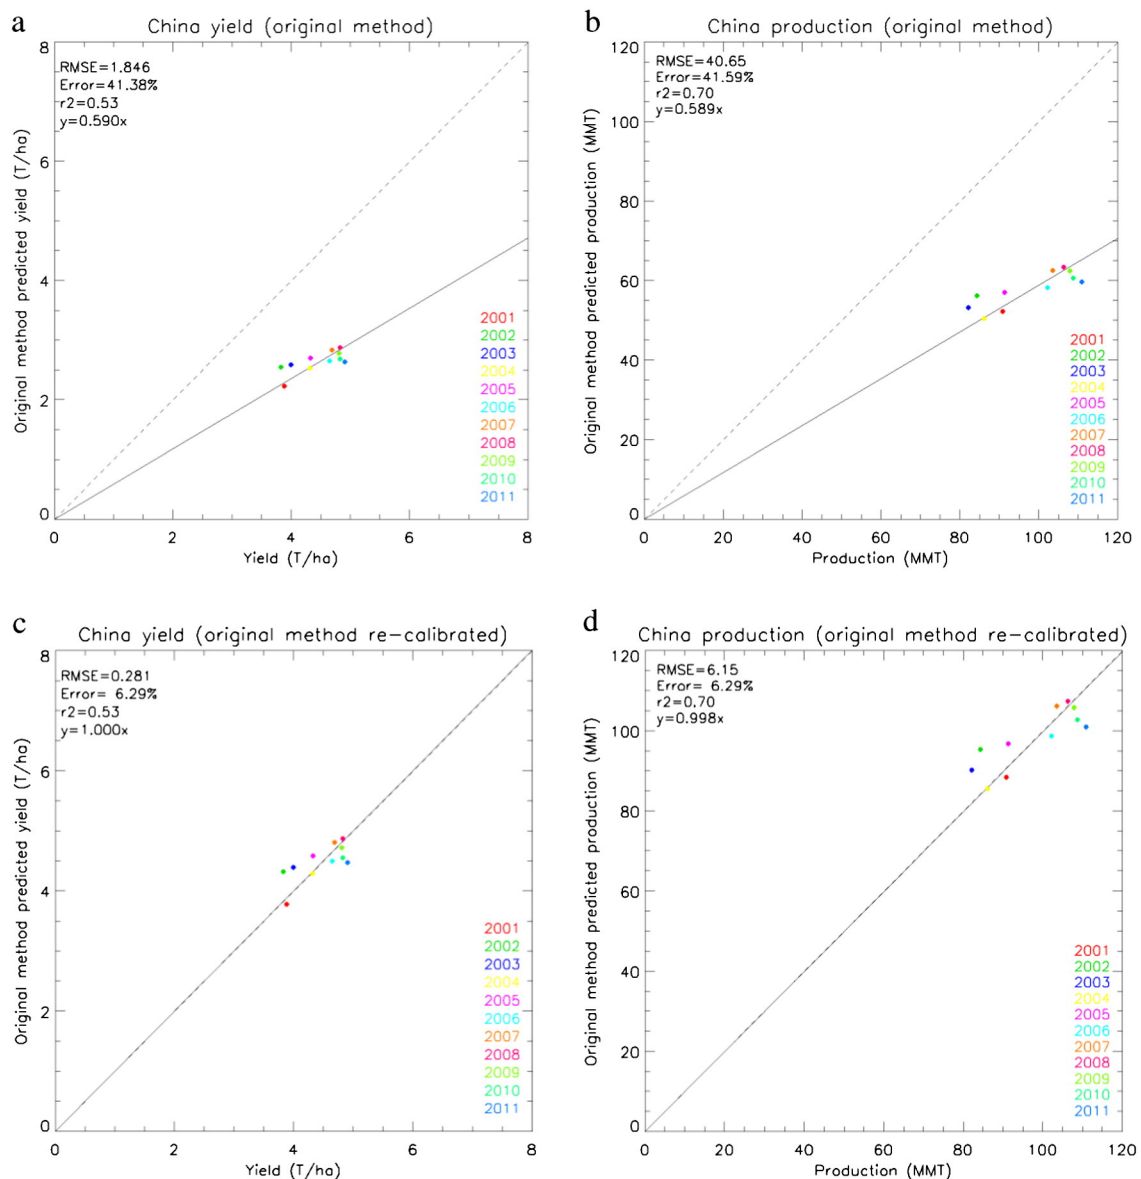 a
China yield (original method)
RMSE=1.846
Error=41.38%
r2=0.53
y=0.590x
Original method predicted yield (T/ha)
8
6
4
2
0
2001
2002
2003
2004
2005
2006
2007
2008
2009
2010
2011
0 2 4 6 8
Yield (T/ha)
b
China production (original method)
RMSE=40.65
Error=41.59%
r2=0.70
y=0.589x
Original method predicted production (MMT)
120
100
80
60
40
20
0
2001
2002
2003
2004
2005
2006
2007
2008
2009
2010
2011
0 20 40 60 80 100 120
Production (MMT)
c
China yield (original method re-calibrated)
RMSE=0.281
Error= 6.29%
r2=0.53
y=1.000x
Original method predicted yield (T/ha)
8
6
4
2
0
2001
2002
2003
2004
2005
2006
2007
2008
2009
2010
2011
0 2 4 6 8
Yield (T/ha)
d
China production (original method re-calibrated)
RMSE=6.15
Error= 6.29%
r2=0.70
y=0.998x
Original method predicted production (MMT)
120
100
80
60
40
20
0
2001
2002
2003
2004
2005
2006
2007
2008
2009
2010
2011
0 20 40 60 80 100 120
Production (MMT)